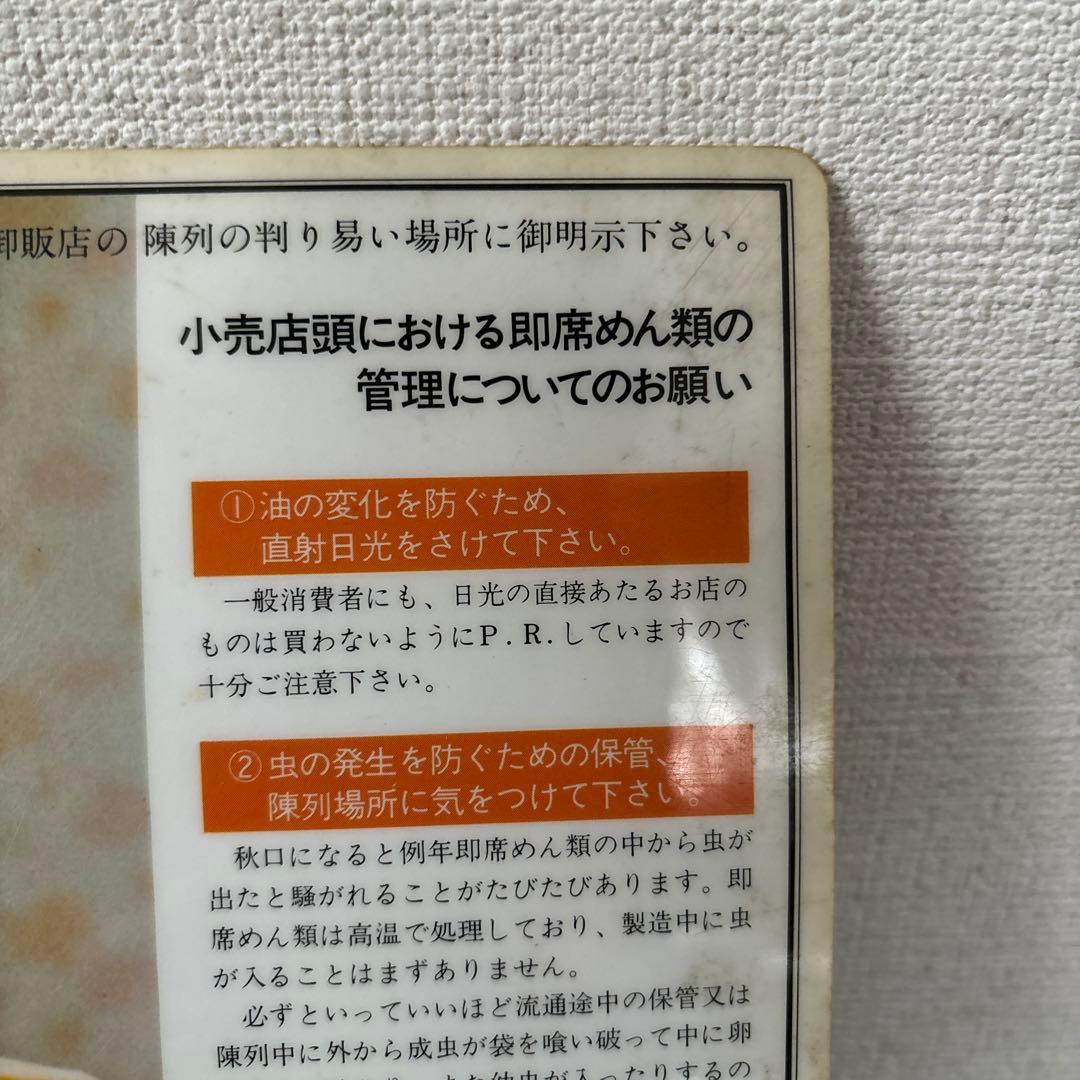 卸販店の陳列の判り易い場所に御明示下さい。
小売店頭における即席めん類の
管理についてのお願い
①油の変化を防ぐため、
直射日光をさけて下さい。
一般消費者にも、日光の直接あたるお店の
ものは買わないようにP.R.していますので
十分ご注意下さい。
②虫の発生を防ぐための保管、
陳列場所に気をつけて下さい。
秋口になると例年即席めん類の中から虫が
出たと騒がれることがたびたびあります。即
席めん類は高温で処理しており、製造中に虫
が入ることはまずありません。
必ずといっていいほど流通途中の保管又は
陳列中に外から成虫が袋を喰い破って中に卵
が入ったりするの